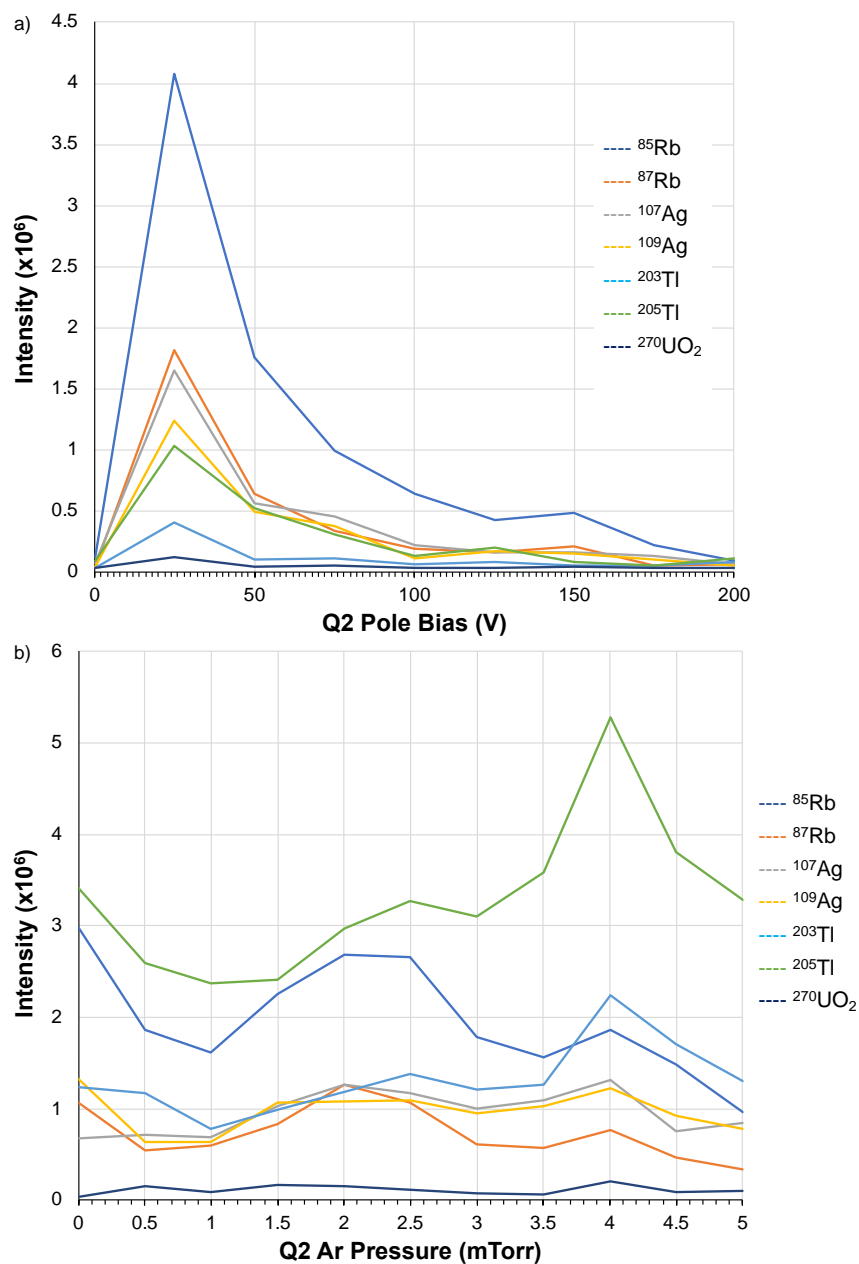 a)
4.5
4
3.5
3
2.5
2
1.5
1
0.5
0
Intensity (x10⁶)
⁸⁵Rb
⁸⁷Rb
¹⁰⁷Ag
¹⁰⁹Ag
²⁰³Tl
²⁰⁵Tl
²⁷⁰UO₂
0 50 100 150 200
Q2 Pole Bias (V)
b)
6
5
4
3
2
1
0
Intensity (x10⁶)
⁸⁵Rb
⁸⁷Rb
¹⁰⁷Ag
¹⁰⁹Ag
²⁰³Tl
²⁰⁵Tl
²⁷⁰UO₂
0 0.5 1 1.5 2 2.5 3 3.5 4 4.5 5
Q2 Ar Pressure (mTorr)